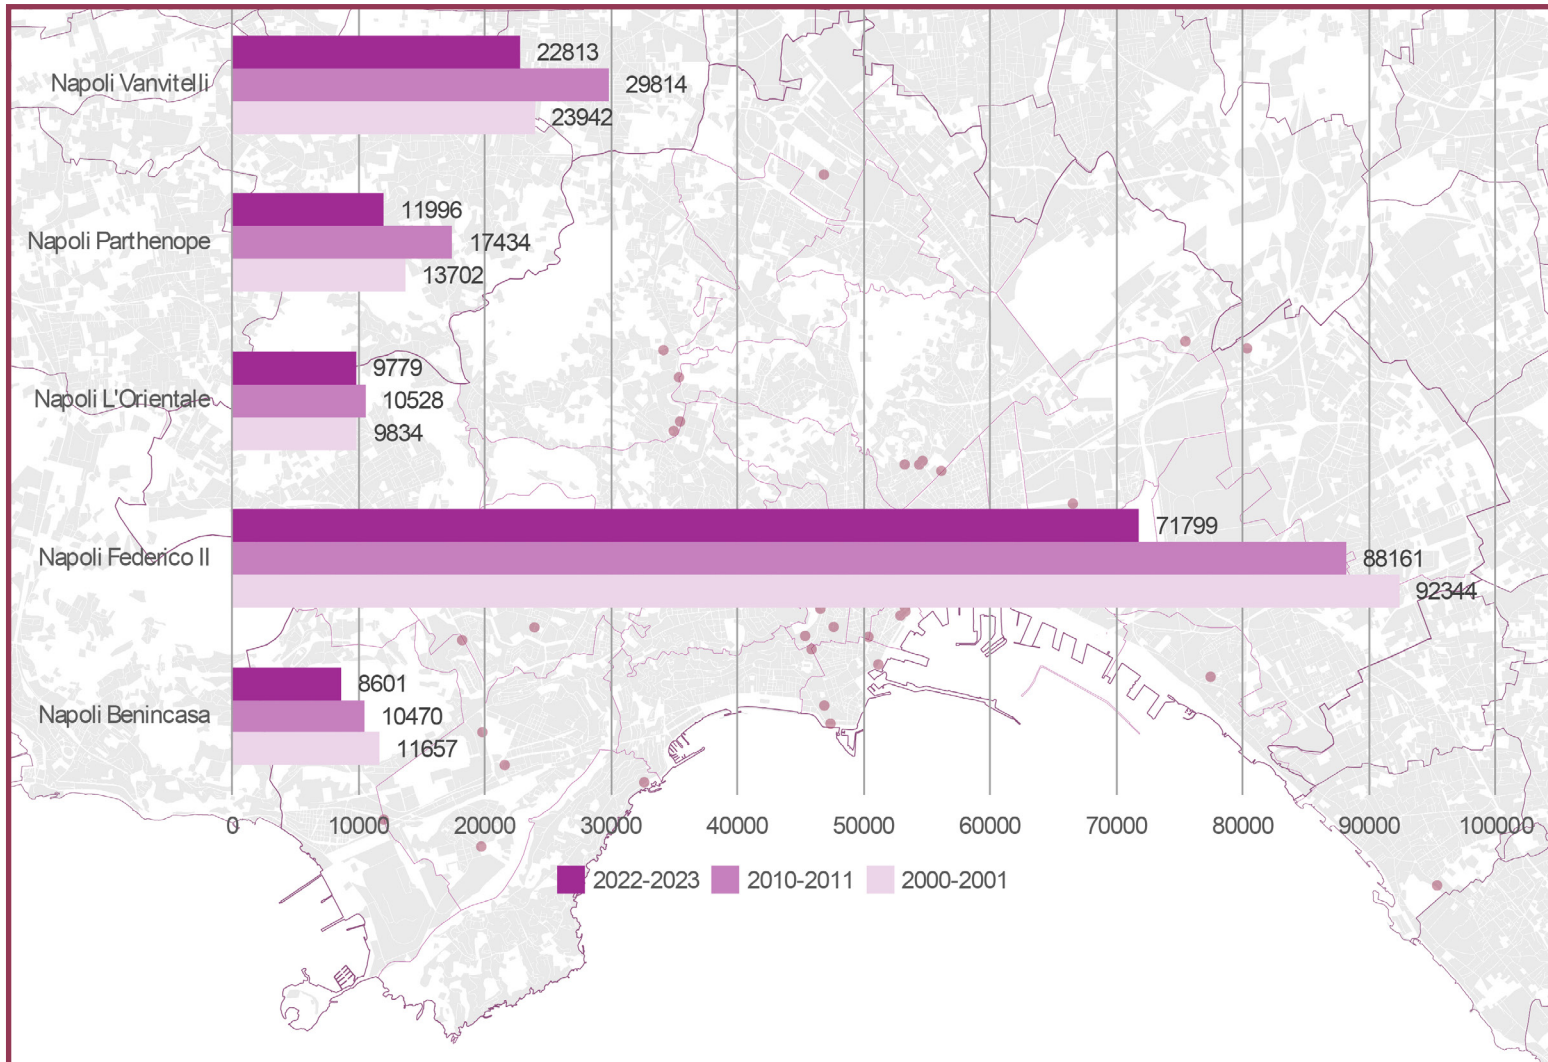 22813
Napoli Vanvitelli
29814
23942
11996
Napoli Parthenope
17434
13702
9779
Napoli L'Orientale
10528
9834
71799
Napoli Federico II
88161
92344
8601
Napoli Benincasa
10470
11657
0 10000 20000 30000 40000 50000 60000 70000 80000 90000 100000
2022-2023 2010-2011 2000-2001